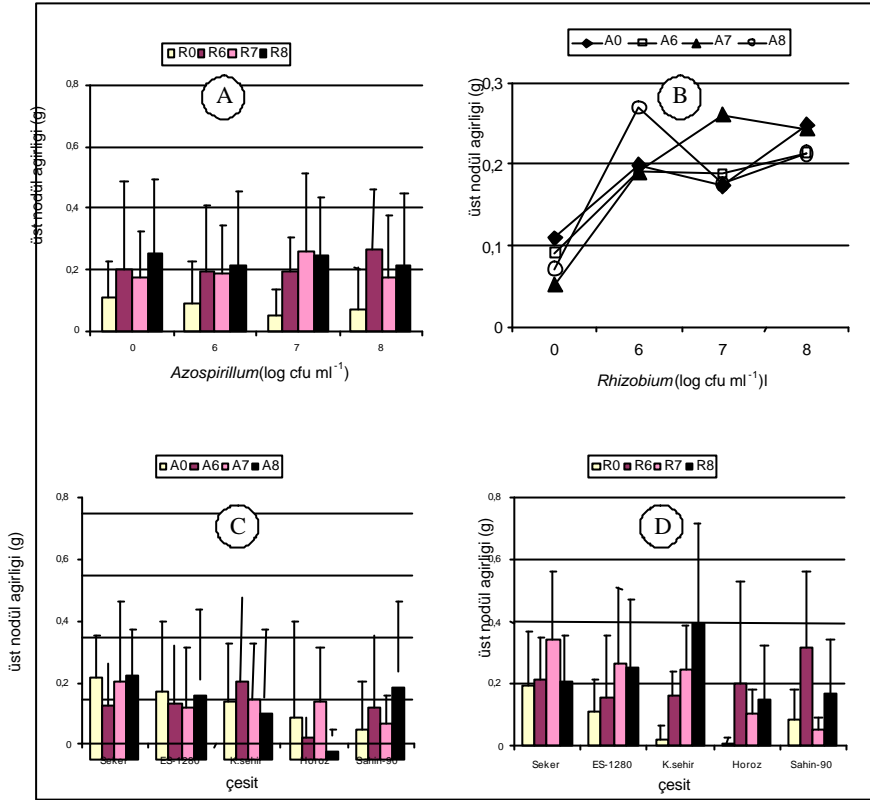 R0 R6 R7 R8
0,8
0,6
0,4
0,2
0
üst nodül agirligi (g)
A
0 6 7 8
Azospirillum(log cfu ml-1)
A0 A6 A7 A8
0,3
0,2
0,1
0
üst nodül agirligi (g)
B
0 6 7 8
Rhizobium(log cfu ml-1)l
A0 A6 A7 A8
0,8
0,6
0,4
0,2
0
üst nodül agirligi (g)
C
Seker ES-1280 K.sehir Horoz Sahin-90
çesit
R0 R6 R7 R8
0,8
0,6
0,4
0,2
0
üst nodül agirligi (g)
D
Seker ES-1280 K.sehir Horoz Sahin-90
çesit